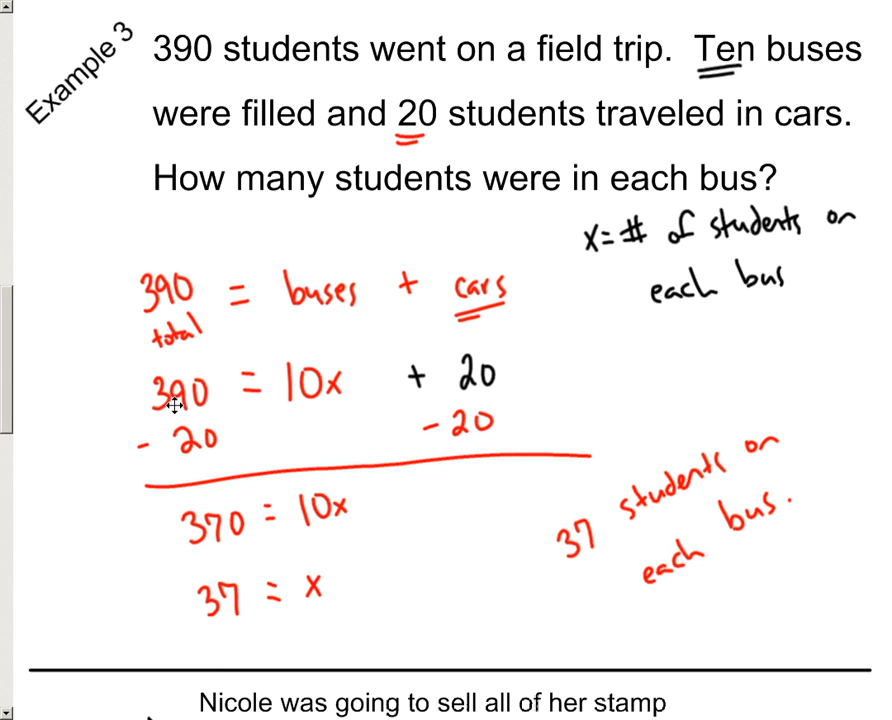 Example 3
390 students went on a field trip. Ten buses
were filled and 20 students traveled in cars.
How many students were in each bus?
x = # of students on
each bus
390 = buses + cars
total
390 = 10x + 20
- 20 - 20
370 = 10x
37 = x
37 students on
each bus.
Nicole was going to sell all of her stamp